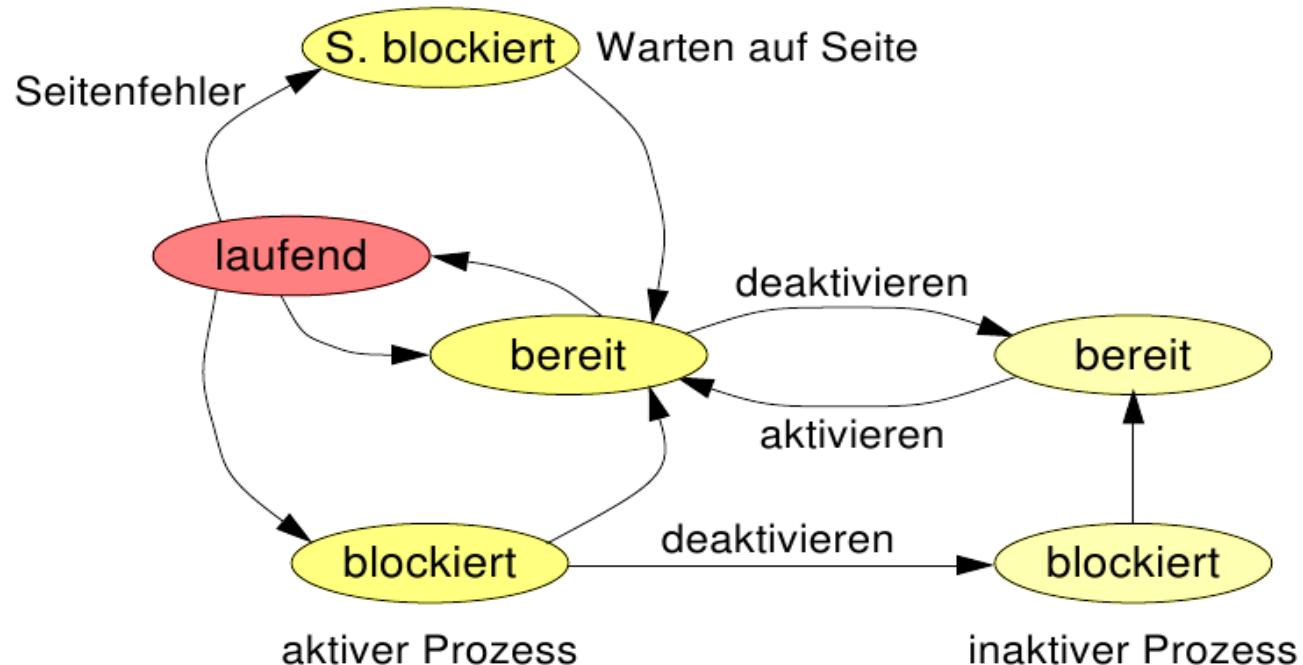 S. blockiert
Warten auf Seite
Seitenfehler
laufend
deaktivieren
bereit
bereit
aktivieren
deaktivieren
blockiert
blockiert
aktiver Prozess
inaktiver Prozess